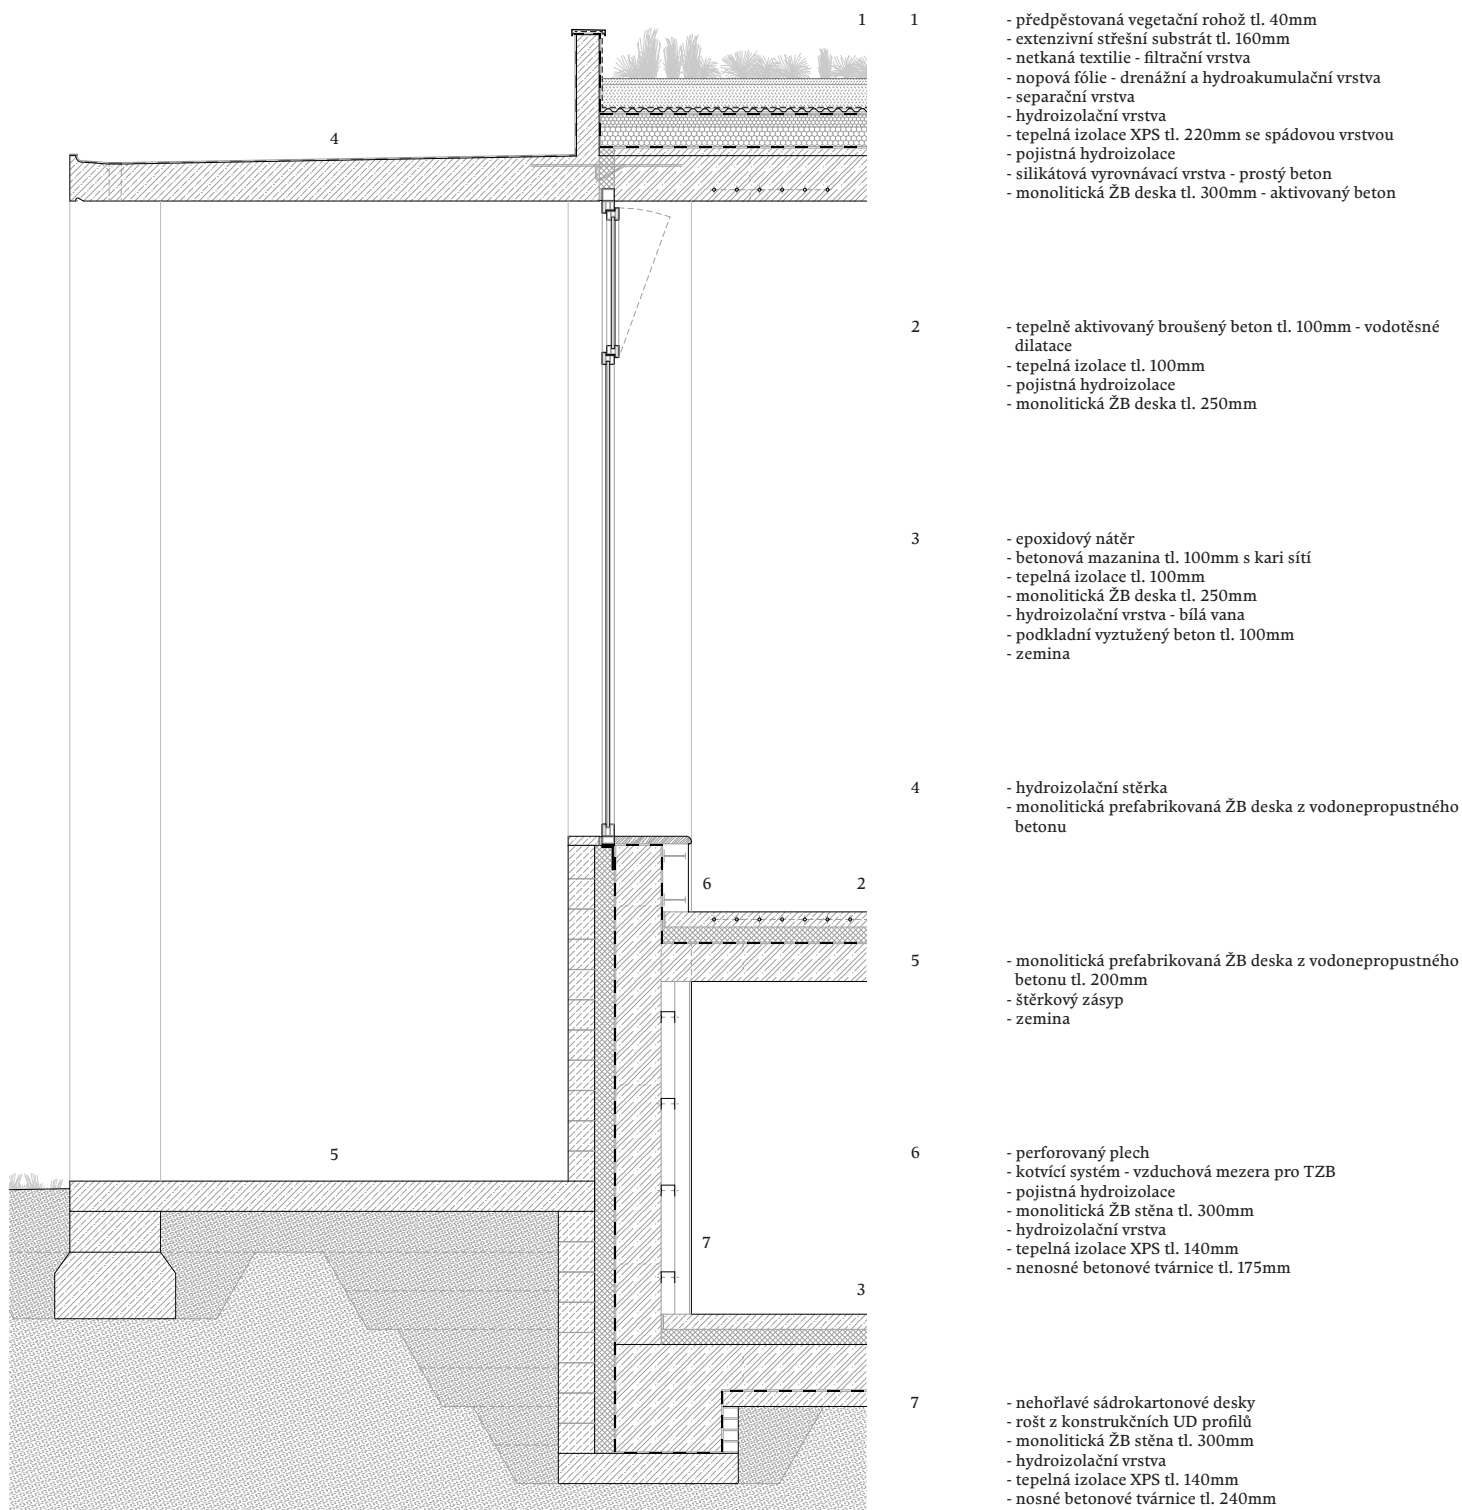 1 1 - předpěstovaná vegetační rohož tl. 40mm
- extenzivní střešní substrát tl. 160mm
- netkaná textilie - filtrační vrstva
- nopová fólie - drenážní a hydroakumulační vrstva
- separační vrstva
- hydroizolační vrstva
- tepelná izolace XPS tl. 220mm se spádovou vrstvou
- pojistná hydroizolace
- silikátová vyrovnávací vrstva - prostý beton
- monolitická ŽB deska tl. 300mm - aktivovaný beton
4
2 - tepelně aktivovaný broušený beton tl. 100mm - vodotěsné
dilatace
- tepelná izolace tl. 100mm
- pojistná hydroizolace
- monolitická ŽB deska tl. 250mm
3 - epoxidový nátěr
- betonová mazanina tl. 100mm s kari sítí
- tepelná izolace tl. 100mm
- monolitická ŽB deska tl. 250mm
- hydroizolační vrstva - bílá vana
- podkladní vyztužený beton tl. 100mm
- zemina
4 - hydroizolační stěrka
- monolitická prefabrikovaná ŽB deska z vodonepropustného
betonu
6 2
5 - monolitická prefabrikovaná ŽB deska z vodonepropustného
betonu tl. 200mm
- štěrkový zásyp
- zemina
5
6 - perforovaný plech
- kotvící systém - vzduchová mezera pro TZB
- pojistná hydroizolace
- monolitická ŽB stěna tl. 300mm
- hydroizolační vrstva
- tepelná izolace XPS tl. 140mm
- nenosné betonové tvárnice tl. 175mm
7
3
7 - nehořlavé sádrokartonové desky
- rošt z konstrukčních UD profilů
- monolitická ŽB stěna tl. 300mm
- hydroizolační vrstva
- tepelná izolace XPS tl. 140mm
- nosné betonové tvárnice tl. 240mm